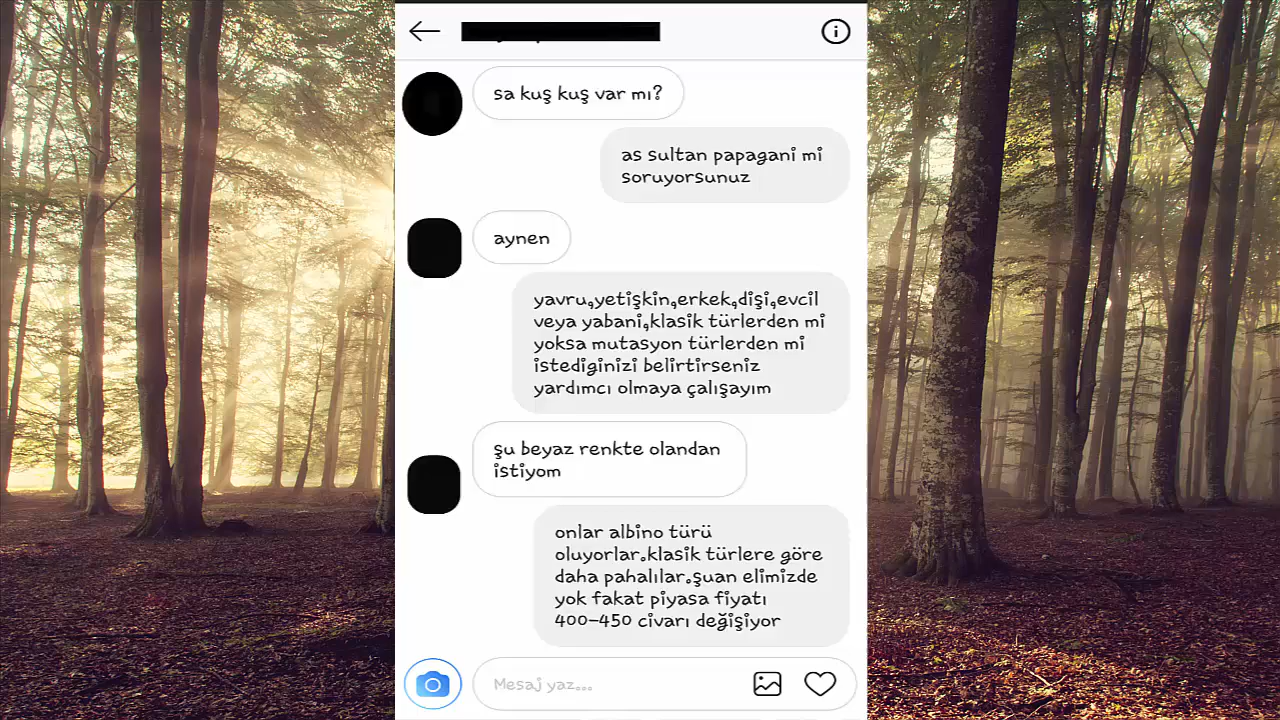 sa kuş kuş var mı?
as sultan papagani mi
soruyorsunuz
aynen
yavru,yetişkin,erkek,dişi,evcil
veya yabani,klasik türlerden mi
yoksa mutasyon türlerden mi
istediginizi belirtirseniz
yardımcı olmaya çalışayım
şu beyaz renkte olandan
istiyom
onlar albino türü
oluyorlar.klasik türlere göre
daha pahalılar.şuan elimizde
yok fakat piyasa fiyatı
400-450 civarı değişiyor
Mesaj yaz...